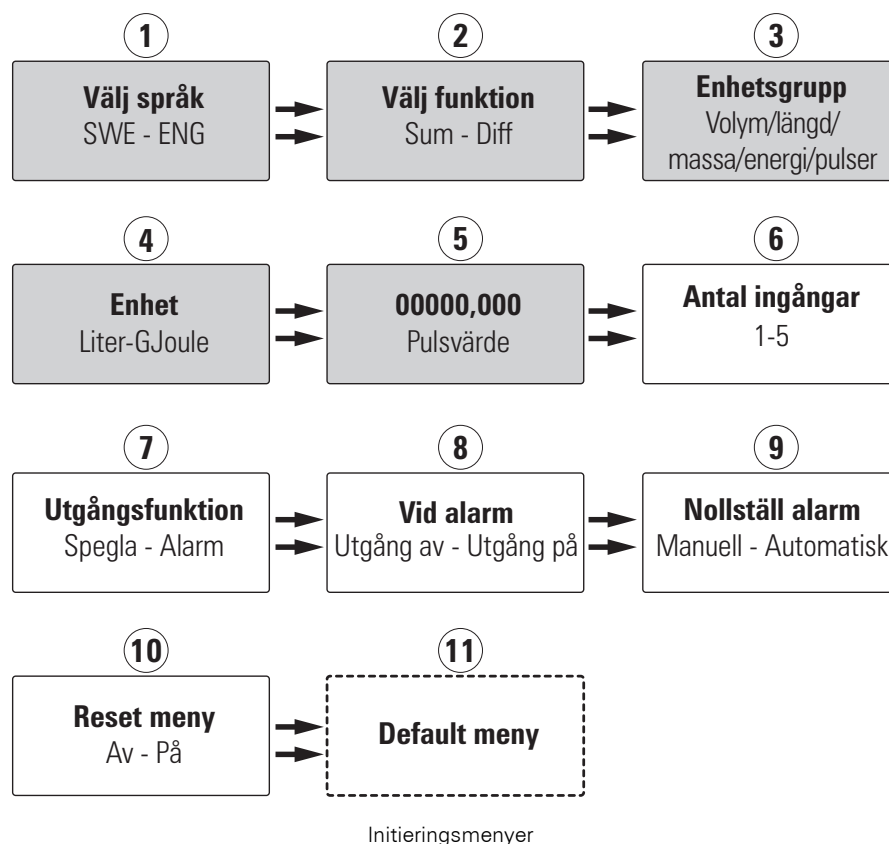 1
Välj språk
SWE - ENG
2
Välj funktion
Sum - Diff
3
Enhetsgrupp
Volym/längd/
massa/energi/pulser
4
Enhet
Liter-GJoule
5
00000,000
Pulsvärde
6
Antal ingångar
1-5
7
Utgångsfunktion
Spegla - Alarm
8
Vid alarm
Utgång av - Utgång på
9
Nollställ alarm
Manuell - Automatisk
10
Reset meny
Av - På
11
Default meny
Initieringsmenyer